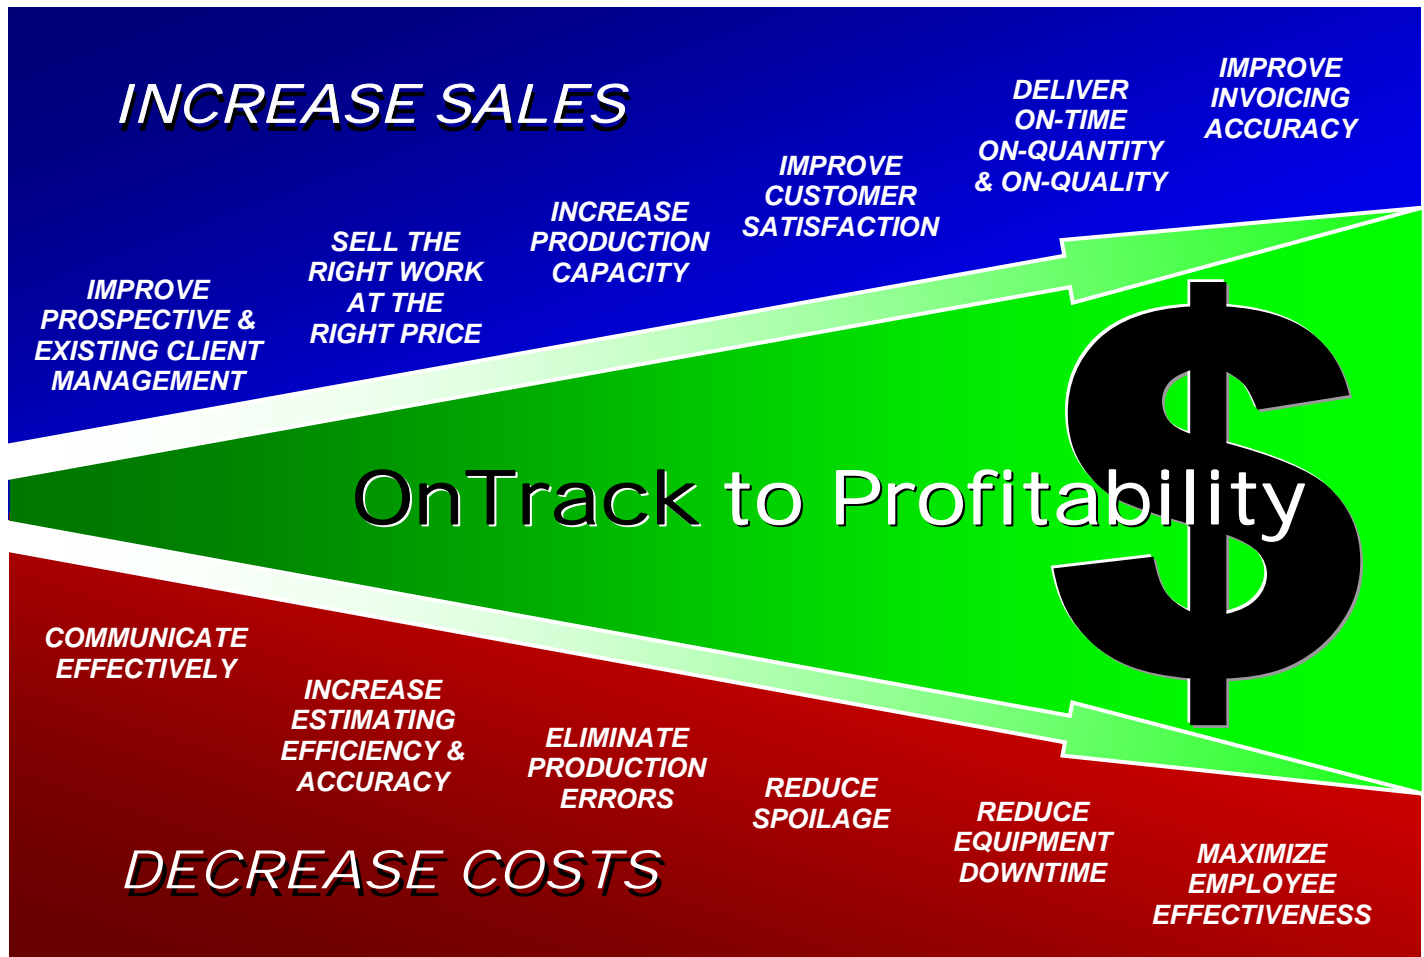 INCREASE SALES
IMPROVE
PROSPECTIVE &
EXISTING CLIENT
MANAGEMENT
SELL THE
RIGHT WORK
AT THE
RIGHT PRICE
INCREASE
PRODUCTION
CAPACITY
IMPROVE
CUSTOMER
SATISFACTION
DELIVER
ON-TIME
ON-QUANTITY
& ON-QUALITY
IMPROVE
INVOICING
ACCURACY
$
OnTrack to Profitability
COMMUNICATE
EFFECTIVELY
INCREASE
ESTIMATING
EFFICIENCY &
ACCURACY
ELIMINATE
PRODUCTION
ERRORS
REDUCE
SPOILAGE
REDUCE
EQUIPMENT
DOWNTIME
MAXIMIZE
EMPLOYEE
EFFECTIVENESS
DECREASE COSTS